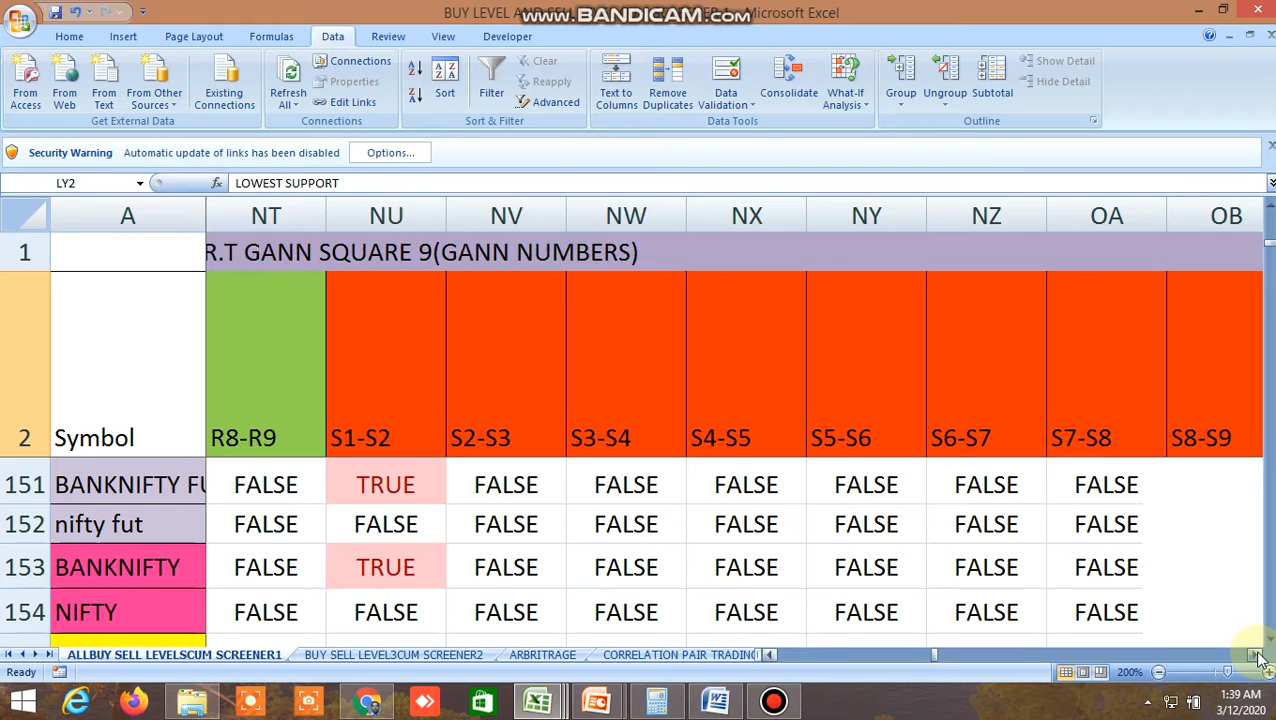 BUY LEVEL AND SEL
www.BANDICAM.com
- Microsoft Excel
Home Insert Page Layout Formulas Data Review View Developer
From Access
From Web
From Text
From Other Sources
Existing Connections
Get External Data
Refresh All
Connections
Properties
Edit Links
Connections
Sort
Filter
Clear
Reapply
Advanced
Sort & Filter
Text to Columns
Remove Duplicates
Data Validation
Consolidate
What-If Analysis
Data Tools
Group
Ungroup
Subtotal
Show Detail
Hide Detail
Outline
Security Warning Automatic update of links has been disabled Options...
LY2 fx LOWEST SUPPORT
A NT NU NV NW NX NY NZ OA OB
1 R.T GANN SQUARE 9(GANN NUMBERS)
2 Symbol R8-R9 S1-S2 S2-S3 S3-S4 S4-S5 S5-S6 S6-S7 S7-S8 S8-S9
151 BANKNIFTY FU FALSE TRUE FALSE FALSE FALSE FALSE FALSE FALSE
152 nifty fut FALSE FALSE FALSE FALSE FALSE FALSE FALSE FALSE
153 BANKNIFTY FALSE TRUE FALSE FALSE FALSE FALSE FALSE FALSE
154 NIFTY FALSE FALSE FALSE FALSE FALSE FALSE FALSE FALSE
ALLBUY SELL LEVELSCUM SCREENER1 BUY SELL LEVEL3CUM SCREENER2 ARBITRAGE CORRELATION PAIR TRADING
Ready 200%
1:39 AM
3/12/2020